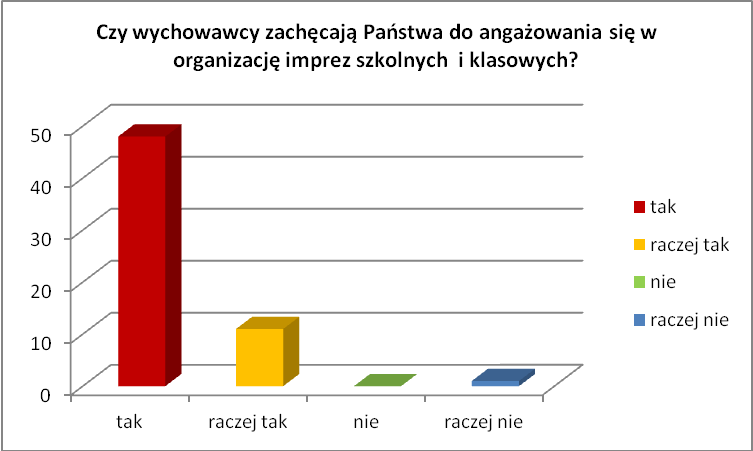 Czy wychowawcy zachęcają Państwa do angażowania się w
organizację imprez szkolnych i klasowych?
50
40
30
20
10
0
tak
raczej tak
nie
raczej nie
tak
raczej tak
nie
raczej nie